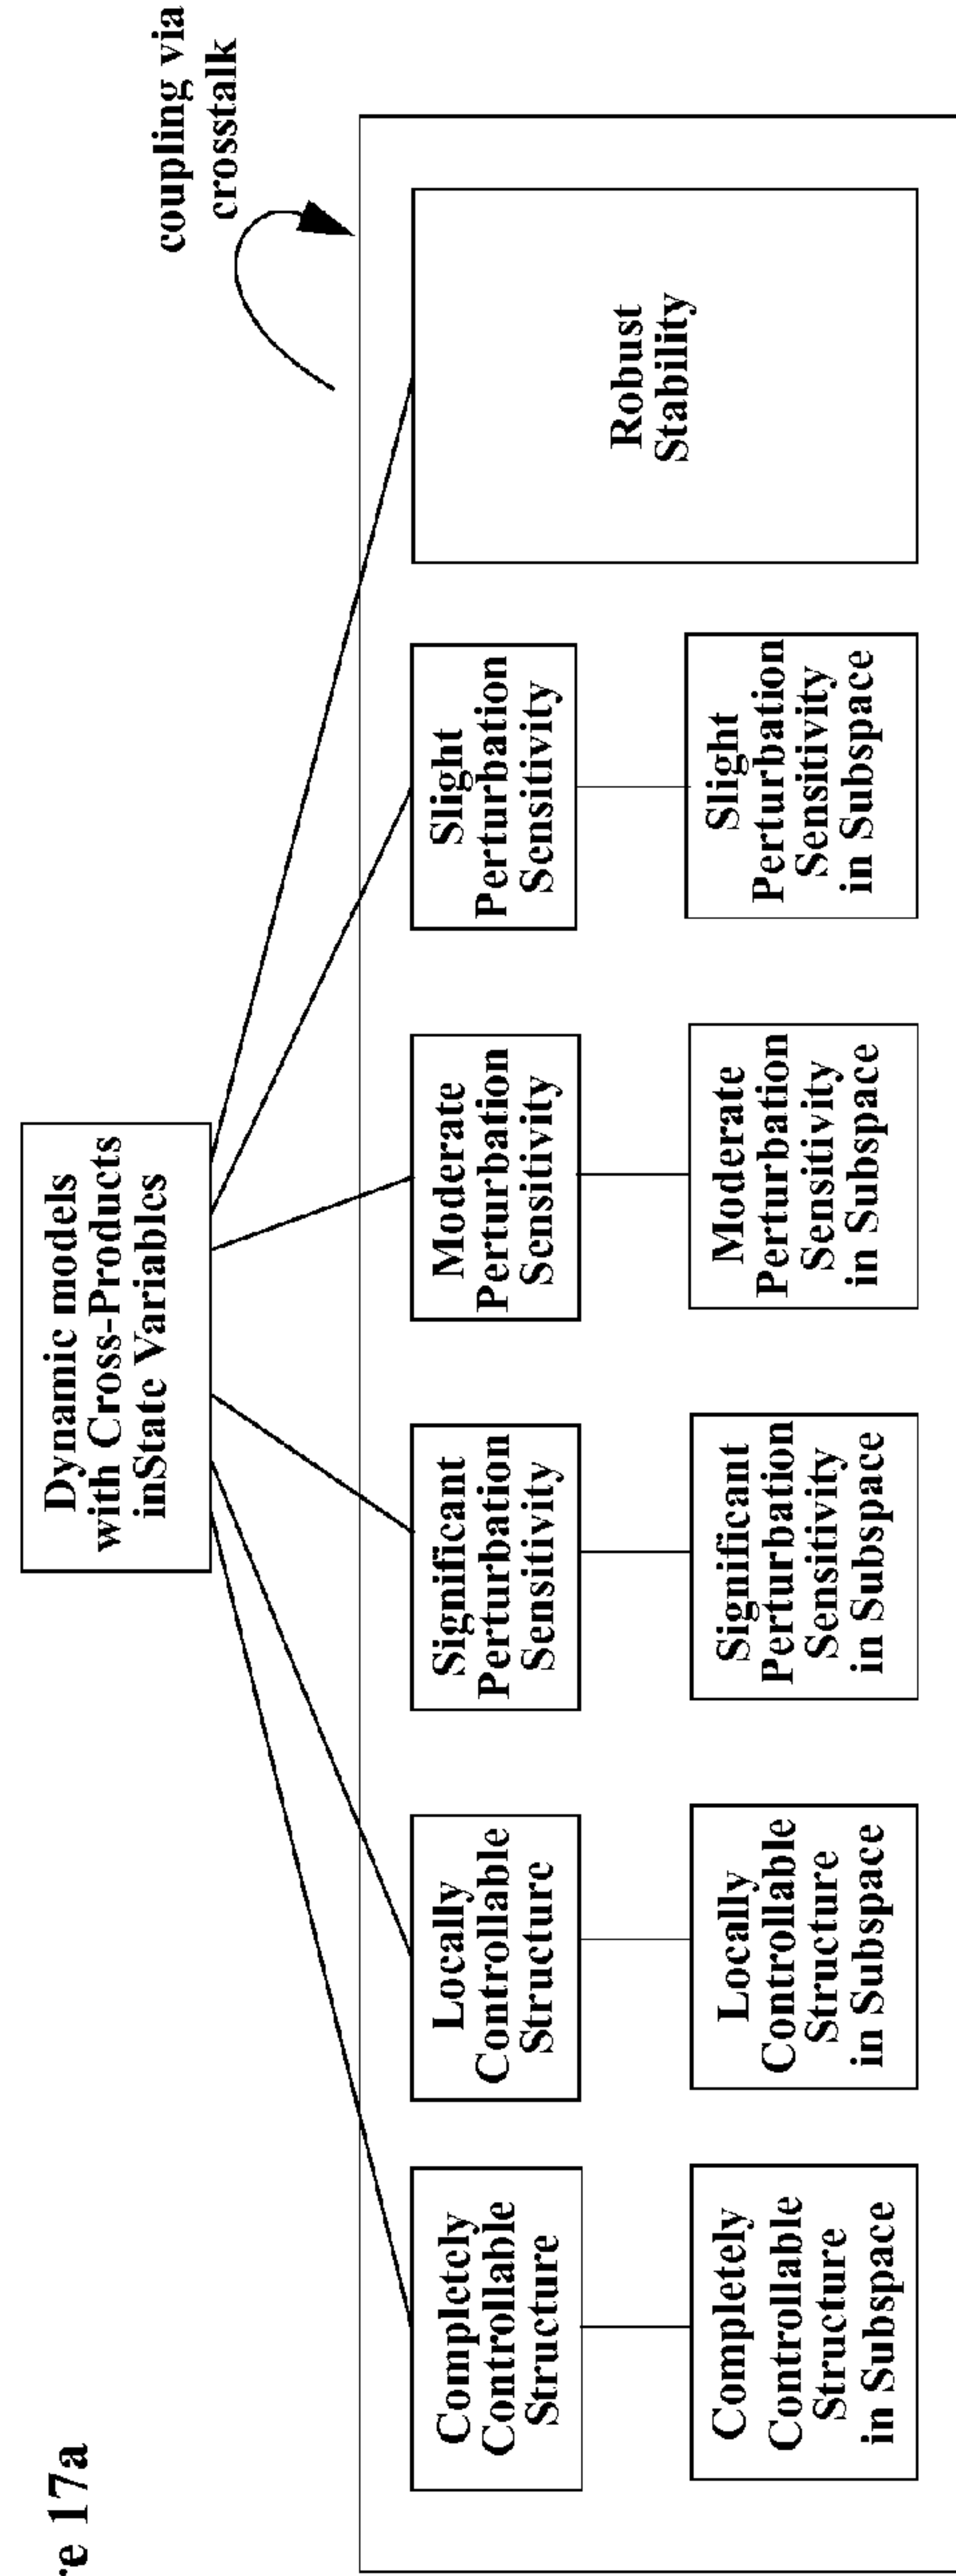 re 17a
Dynamic models
with Cross-Products
inState Variables
coupling via
crosstalk
Completely
Controllable
Structure
Locally
Controllable
Structure
Significant
Perturbation
Sensitivity
Moderate
Perturbation
Sensitivity
Slight
Perturbation
Sensitivity
Robust
Stability
Completely
Controllable
Structure
in Subspace
Locally
Controllable
Structure
in Subspace
Significant
Perturbation
Sensitivity
in Subspace
Moderate
Perturbation
Sensitivity
in Subspace
Slight
Perturbation
Sensitivity
in Subspace